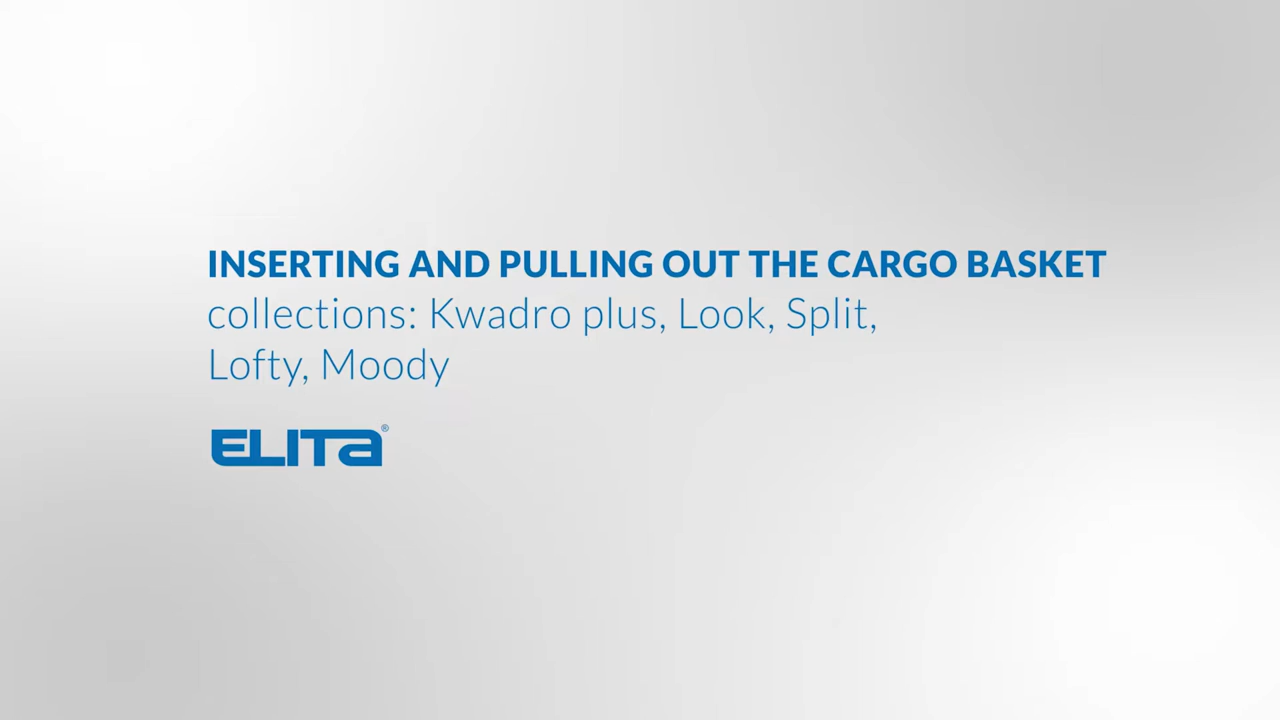 INSERTING AND PULLING OUT THE CARGO BASKET
collections: Kwadro plus, Look, Split,
Lofty, Moody
ELITa®